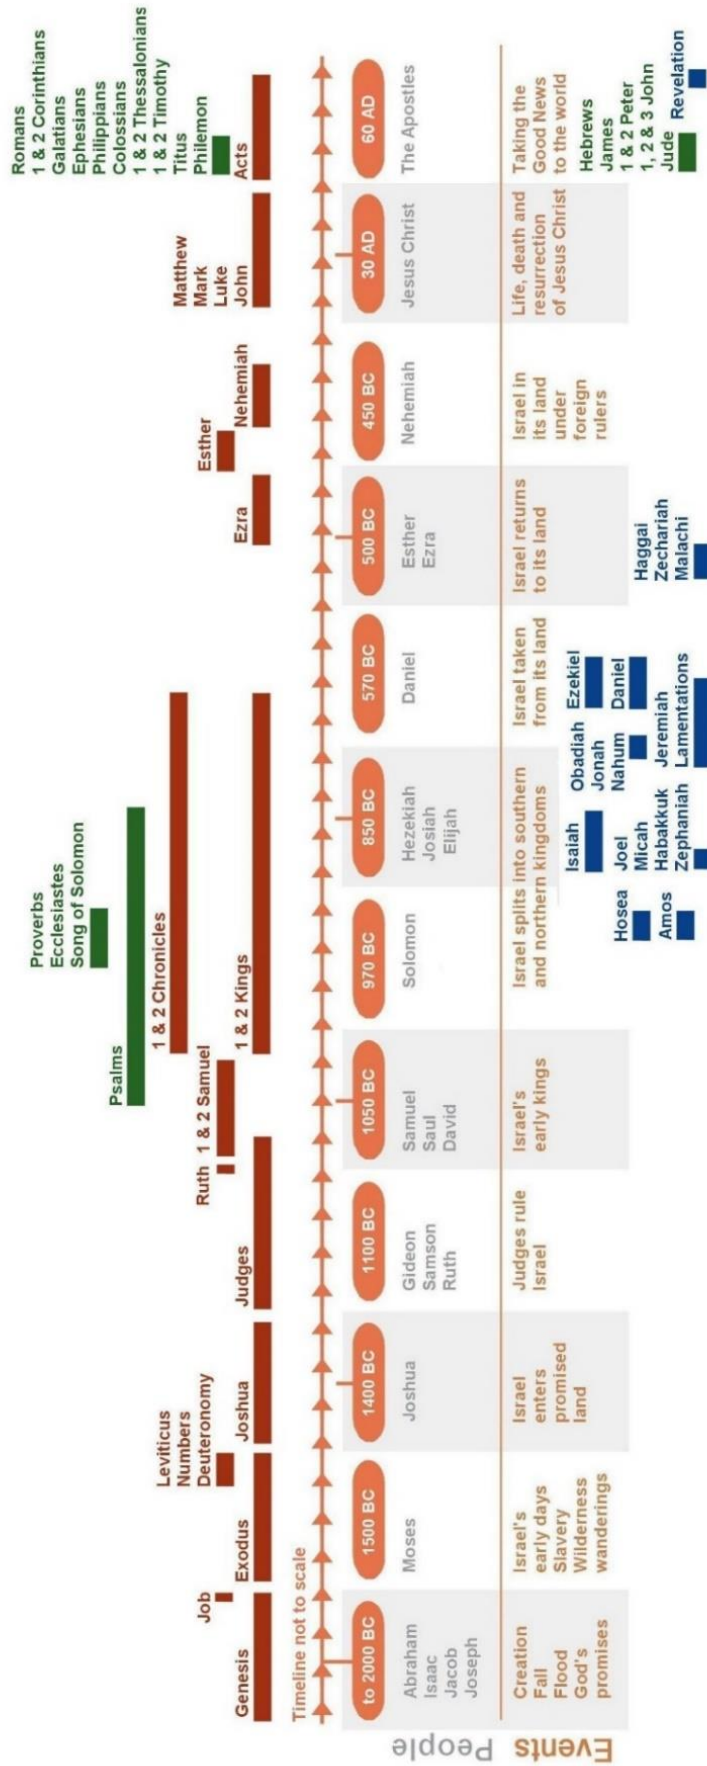 Proverbs
Ecclesiastes
Song of Solomon
Psalms
1 & 2 Chronicles
Leviticus
Numbers
Deuteronomy
Job
Ruth
1 & 2 Samuel
Esther
Matthew
Mark
Luke
John
Romans
1 & 2 Corinthians
Galatians
Ephesians
Philippians
Colossians
1 & 2 Thessalonians
1 & 2 Timothy
Titus
Philemon
Genesis
Exodus
Joshua
Judges
1 & 2 Kings
Ezra
Nehemiah
Acts
Timeline not to scale
to 2000 BC
1500 BC
1400 BC
1100 BC
1050 BC
970 BC
850 BC
570 BC
500 BC
450 BC
30 AD
60 AD
People
Abraham
Isaac
Jacob
Joseph
Moses
Joshua
Gideon
Samson
Ruth
Samuel
Saul
David
Solomon
Hezekiah
Josiah
Elijah
Daniel
Esther
Ezra
Nehemiah
Jesus Christ
The Apostles
Events
Creation
Fall
Flood
God's
promises
Israel's
early days
Slavery
Wilderness
wanderings
Israel
enters
promised
land
Judges rule
Israel
Israel's
early kings
Israel splits into southern
and northern kingdoms
Israel taken
from its land
Israel returns
to its land
Israel in
its land
under
foreign
rulers
Life, death and
resurrection
of Jesus Christ
Taking the
Good News
to the world
Hosea
Amos
Isaiah
Joel
Micah
Habakkuk
Zephaniah
Obadiah
Jonah
Nahum
Ezekiel
Daniel
Jeremiah
Lamentations
Haggai
Zechariah
Malachi
Hebrews
James
1 & 2 Peter
1, 2 & 3 John
Jude
Revelation